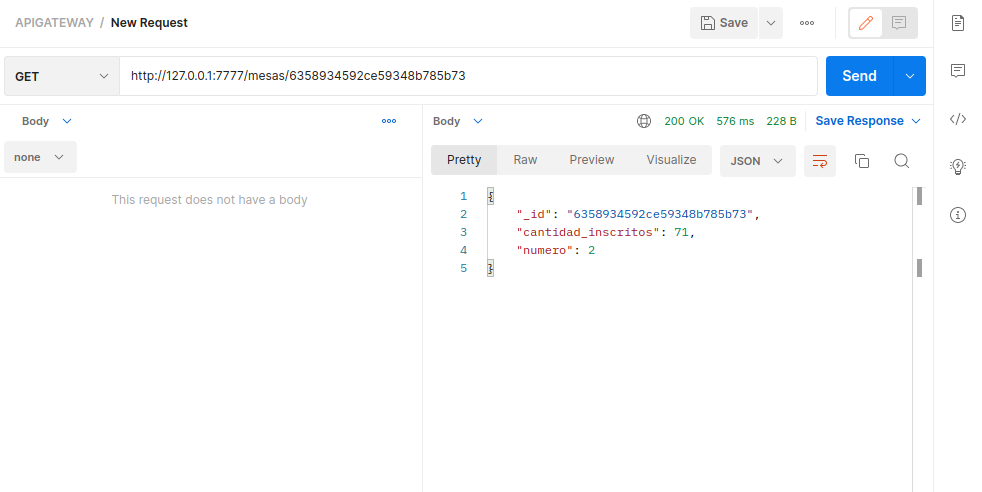 APIGATEWAY / New Request
Save
GET
http://127.0.0.1:7777/mesas/6358934592ce59348b785b73
Send
Body
none
This request does not have a body
Body
200 OK 576 ms 228 B
Save Response
Pretty Raw Preview Visualize
JSON
1 {
2 "_id": "6358934592ce59348b785b73",
3 "cantidad_inscritos": 71,
4 "numero": 2
5 }